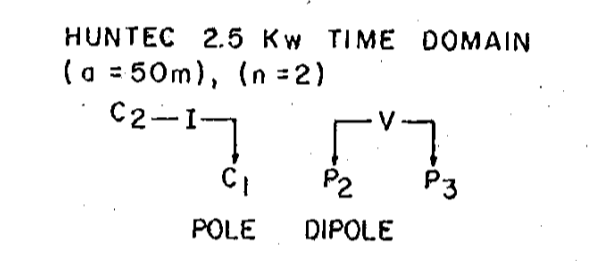 HUNTEC 2.5 Kw TIME DOMAIN
(a = 50m), (n = 2)
C2 I V
C1 P2 P3
POLE DIPOLE